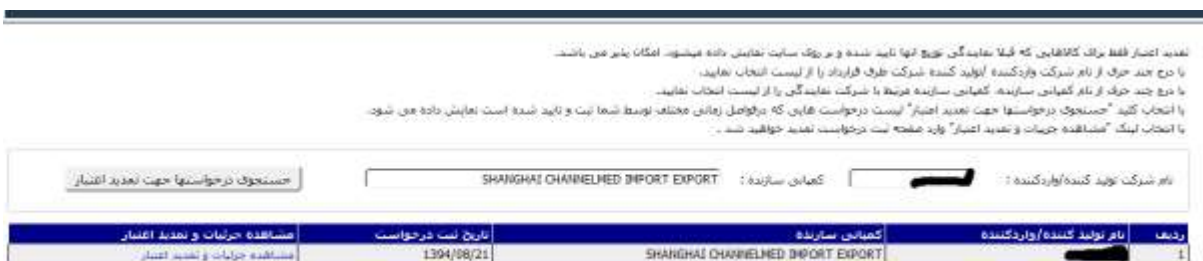 تمدید اعتبار فقط برای کالاهایی که قبلا نمایندگی توزیع آنها تایید شده و بر روی سایت نمایش داده میشود، امکان پذیر می باشد.
با درج چند حرف از نام شرکت واردکننده /تولید کننده شرکت طرف قرارداد را از لیست انتخاب نمایید.
با درج چند حرف از نام کمپانی سازنده، کمپانی سازنده مرتبط با شرکت نمایندگی را از لیست انتخاب نمایید.
با انتخاب کلید "جستجوی درخواستها جهت تمدید اعتبار" لیست درخواست هایی که درفواصل زمانی مختلف توسط شما ثبت و تایید شده است نمایش داده می شود.
با انتخاب لینک "مشاهده جزییات و تمدید اعتبار" وارد صفحه ثبت درخواست تمدید خواهید شد .
نام شرکت تولید کننده/واردکننده : کمپانی سازنده : SHANGHAI CHANNELMED IMPORT EXPORT جستجوی درخواستها جهت تمدید اعتبار
ردیف نام تولید کننده/واردکننده کمپانی سازنده تاریخ ثبت درخواست مشاهده جزئیات و تمدید اعتبار
1 SHANGHAI CHANNELMED IMPORT EXPORT 1394/08/21 مشاهده جزئیات و تمدید اعتبار